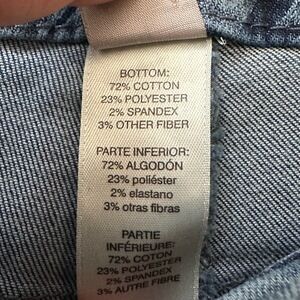 BOTTOM:
72% COTTON
23% POLYESTER
2% SPANDEX
3% OTHER FIBER
PARTE INFERIOR:
72% ALGODÓN
23% poliéster
2% elastano
3% otras fibras
PARTIE
INFÉRIEURE:
72% COTON
23% POLYESTER
2% SPANDEX
3% AUTRE FIBRE